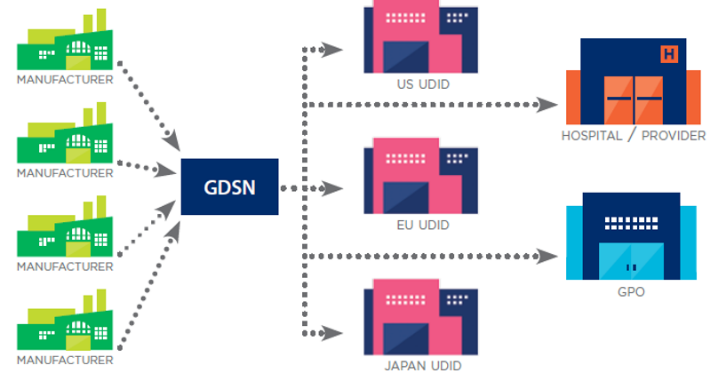 MANUFACTURER
MANUFACTURER
MANUFACTURER
MANUFACTURER
GDSN
US UDID
EU UDID
JAPAN UDID
H
HOSPITAL / PROVIDER
GPO